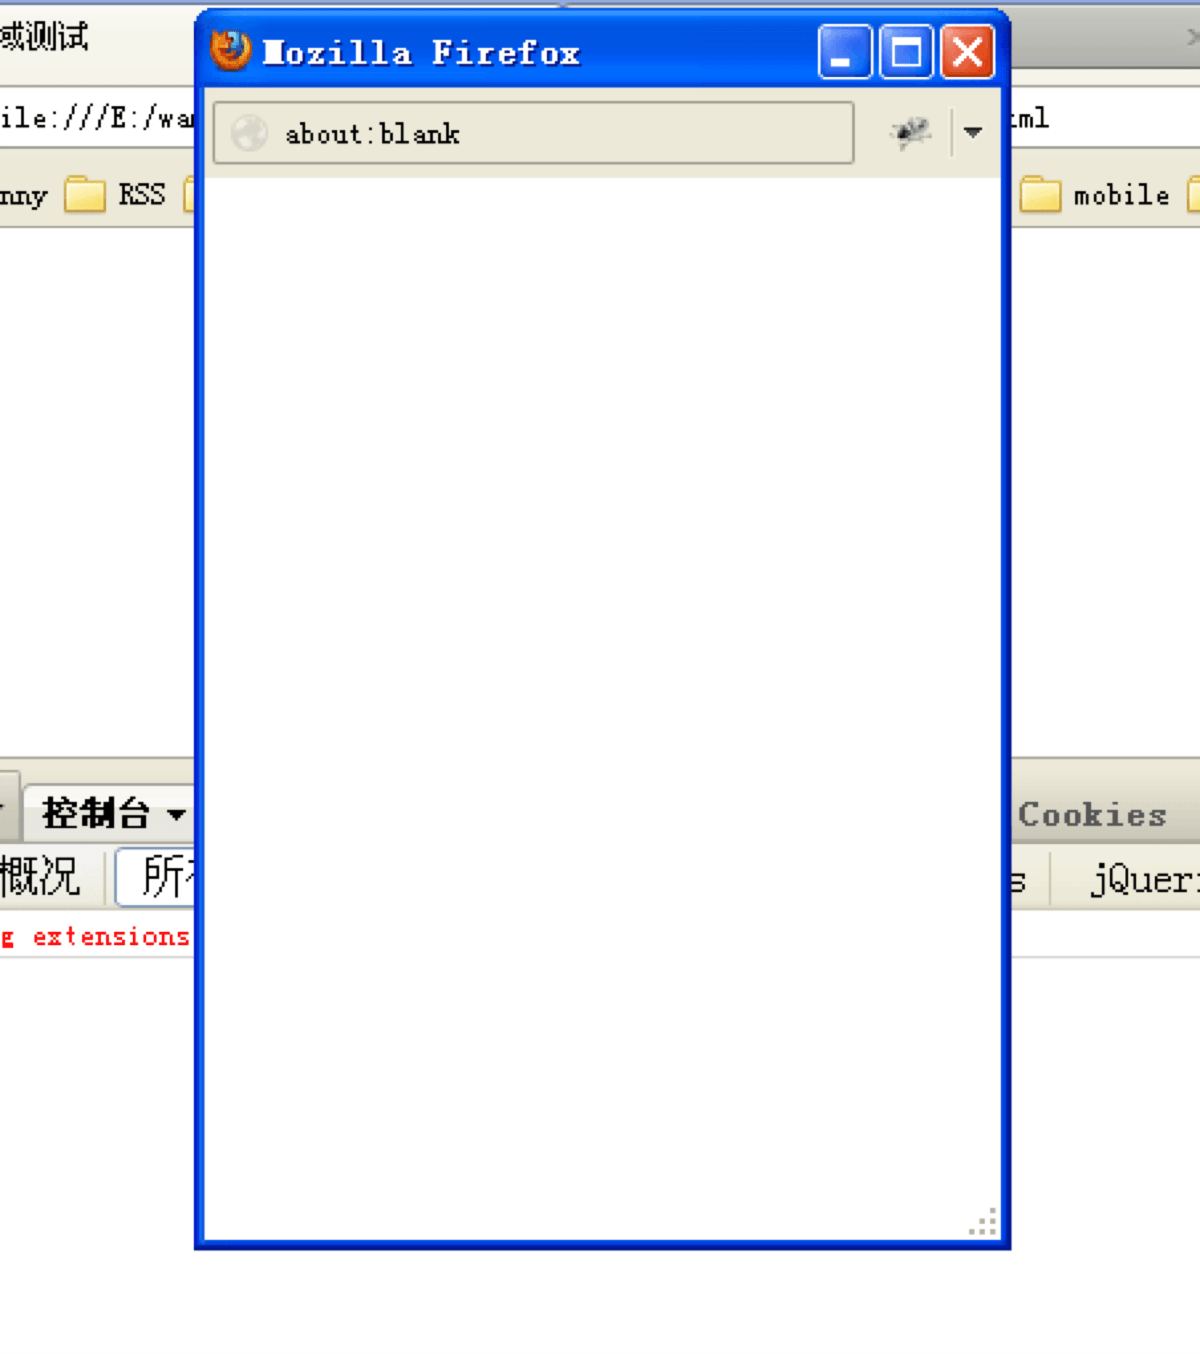 域测试
Mozilla Firefox
ile:///E:/wa
about:blank
ml
nny RSS mobile
控制台 Cookies
概况 所 s jQuer
g extensions